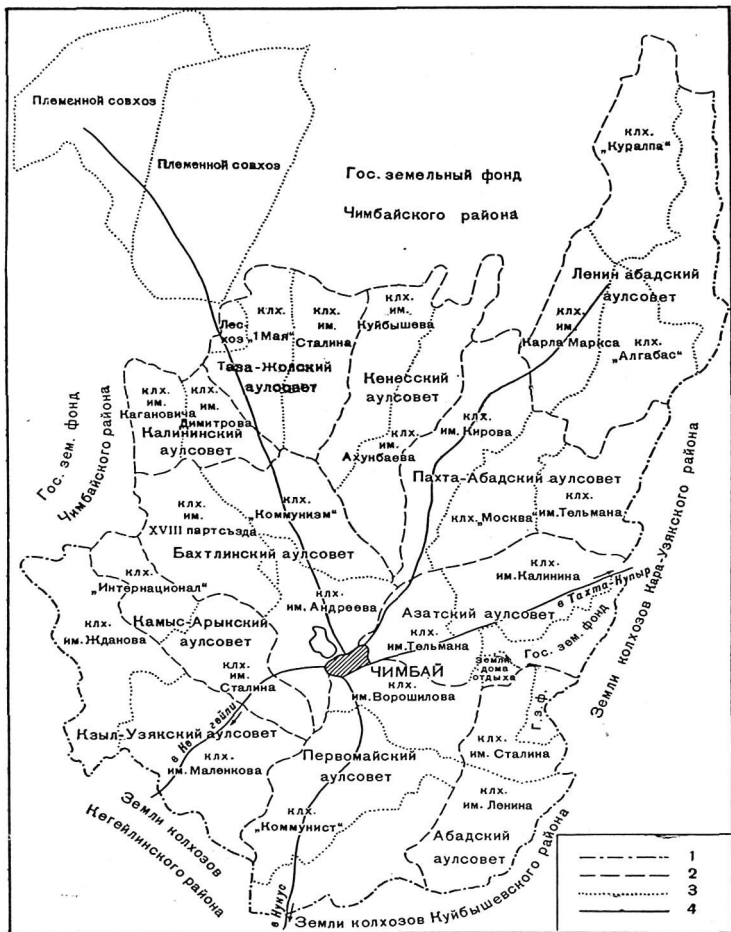 Племенной совхоз
Племенной совхоз
Гос. земельный фонд
Чимбайского района
клх.
„Куралпа“
Ленин абадский
аулсовет
клх.
им.
Карла Маркса
клх.
„Алгабас“
Лес-
хоз
клх.
„1 Мая“
клх.
им.
Сталина
Таза-Жолский
аулсовет
клх.
им.
Куйбышева
Кенесский
аулсовет
клх.
им.
Ахунбаева
клх.
им. Кирова
клх.
им.
Кагановича
клх.
им.
Димитрова
Калининский
аулсовет
Гос. зем. фонд
Чимбайского района
Пахта-Абадский аулсовет
клх. „Москва“
клх.
им. Тельмана
клх.
им.
XVIII партсъзда
клх.
„Коммунизм“
Бахтлинский аулсовет
клх.
им. Андреева
клх.
им. Калинина
Азатский аулсовет
в Тахта-Купыр
клх.
им. Тельмана
Гос. зем. фонд
Земли
дома
отдыха
Г. з. ф.
Земли колхозов Кара-Узякского района
клх.
„Интернационал“
клх.
им. Жданова
Камыс-Арыкский
аулсовет
клх.
им.
Сталина
ЧИМБАЙ
клх.
им. Ворошилова
в Кегейли
Кзыл-Узякский аулсовет
клх.
им. Маленкова
Первомайский
аулсовет
клх.
им. Сталина
клх.
им. Ленина
клх.
„Коммунист“
Абадский
аулсовет
Земли колхозов
Кегейлинского района
в Нукус
Земли колхозов Куйбышевского района
1
2
3
4